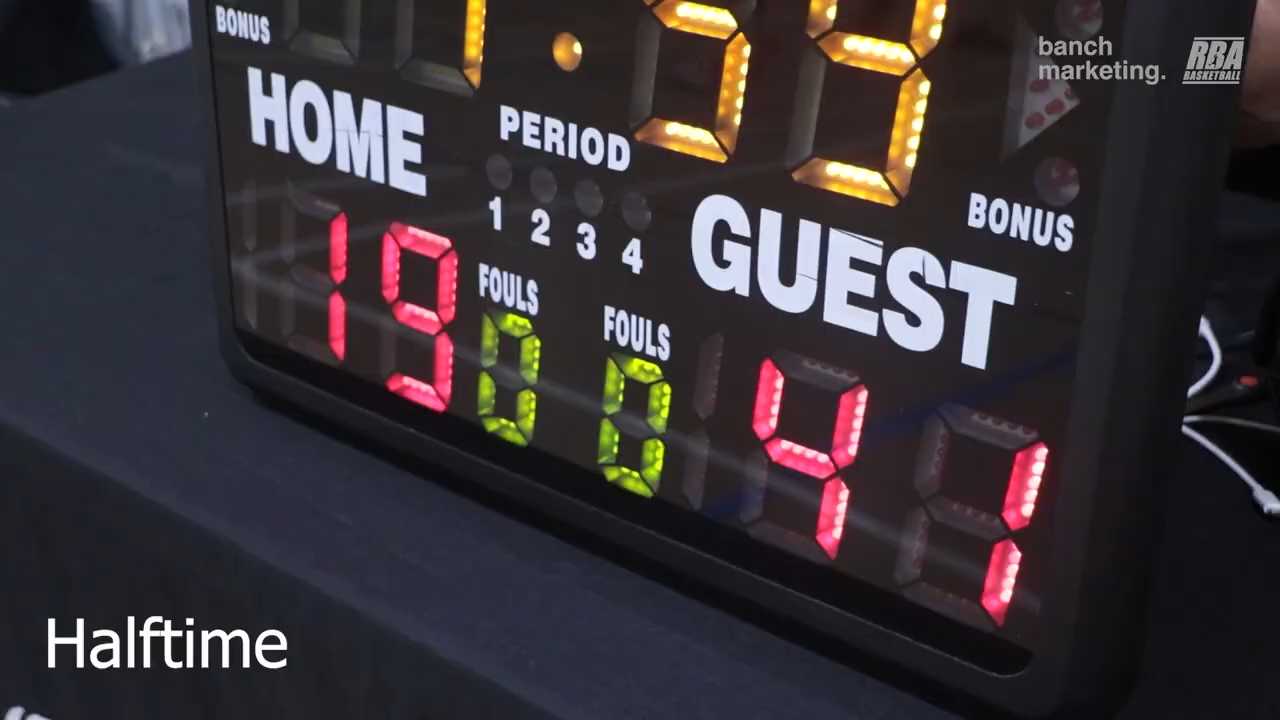 BONUS
banch
marketing.
RBA
BASKETBALL
HOME
PERIOD
1 2 3 4
GUEST
BONUS
19
FOULS
0
FOULS
0
41
Halftime